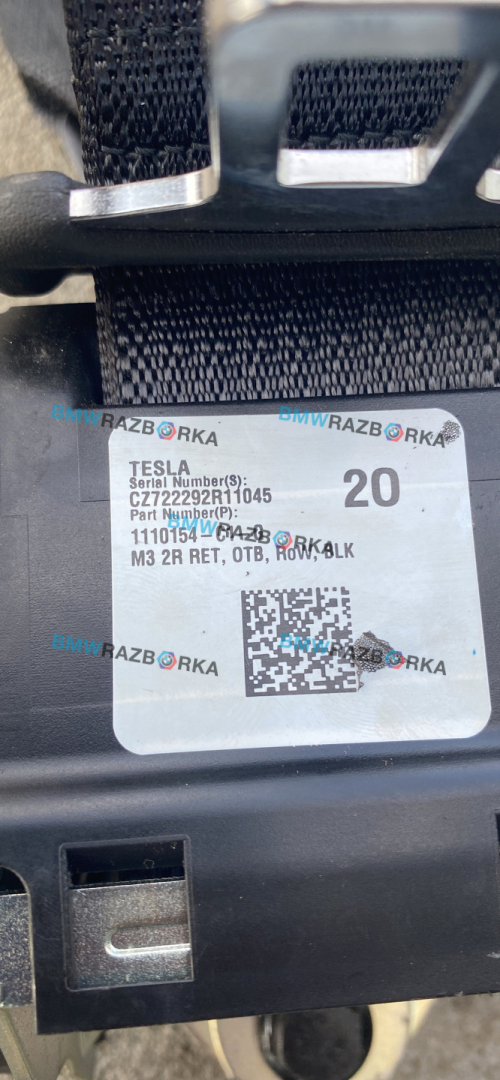 BMWRAZBORKA
BMWRAZBORKA
TESLA
20
Serial Number(S):
CZ722292R11045
Part Number(P):
BMWRAZBORKA
M3 2R RET, OTB, RoW, BLK
BMWRAZBORKA
BMWRAZBORKA